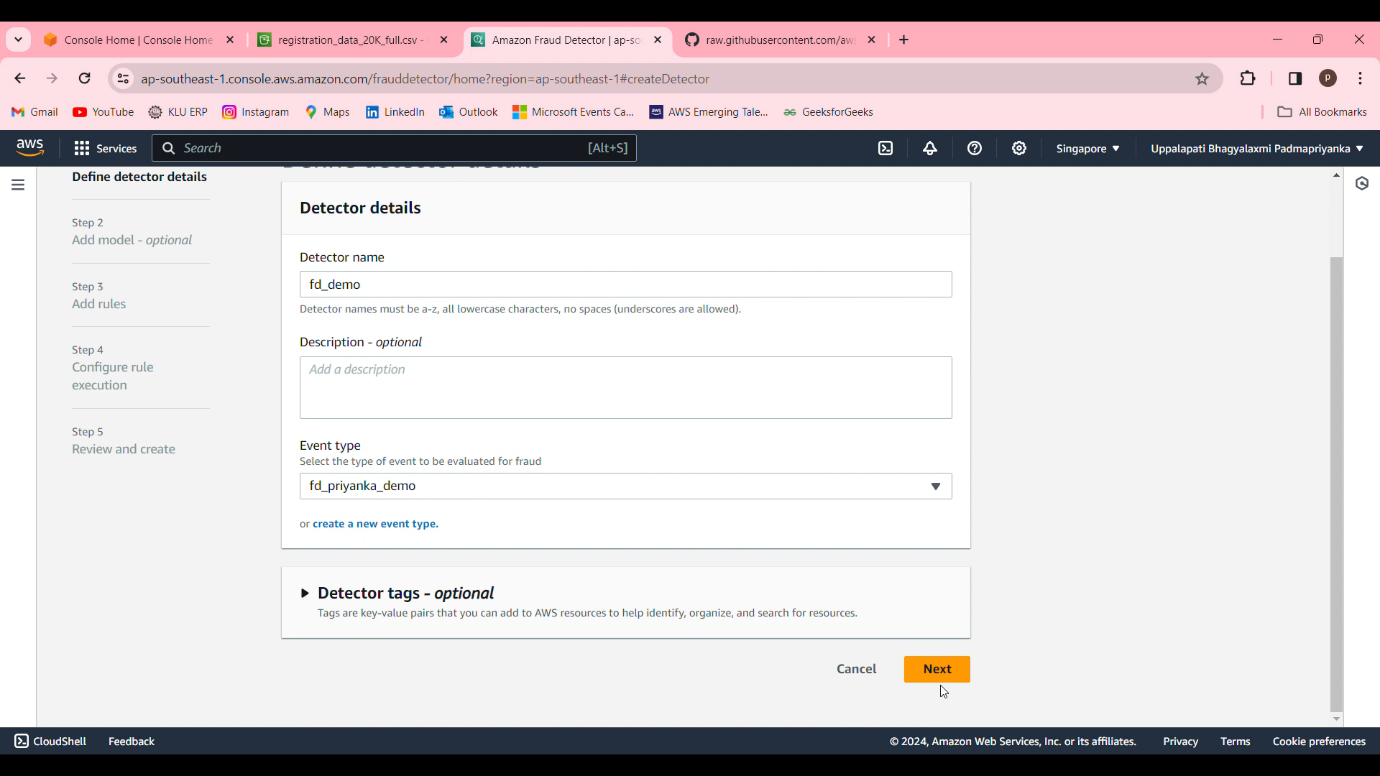 Console Home | Console Home
registration_data_20K_full.csv -
Amazon Fraud Detector | ap-so
raw.githubusercontent.com/aw
ap-southeast-1.console.aws.amazon.com/frauddetector/home?region=ap-southeast-1#createDetector
P
Gmail YouTube KLU ERP Instagram Maps LinkedIn Outlook Microsoft Events Ca... AWS Emerging Tale... GeeksforGeeks All Bookmarks
aws Services Search [Alt+S] Singapore Uppalapati Bhagyalaxmi Padmapriyanka
Define detector details
Step 2
Add model - optional
Step 3
Add rules
Step 4
Configure rule
execution
Step 5
Review and create
Detector details
Detector name
fd_demo
Detector names must be a-z, all lowercase characters, no spaces (underscores are allowed).
Description - optional
Add a description
Event type
Select the type of event to be evaluated for fraud
fd_priyanka_demo
or create a new event type.
Detector tags - optional
Tags are key-value pairs that you can add to AWS resources to help identify, organize, and search for resources.
Cancel Next
CloudShell Feedback © 2024, Amazon Web Services, Inc. or its affiliates. Privacy Terms Cookie preferences